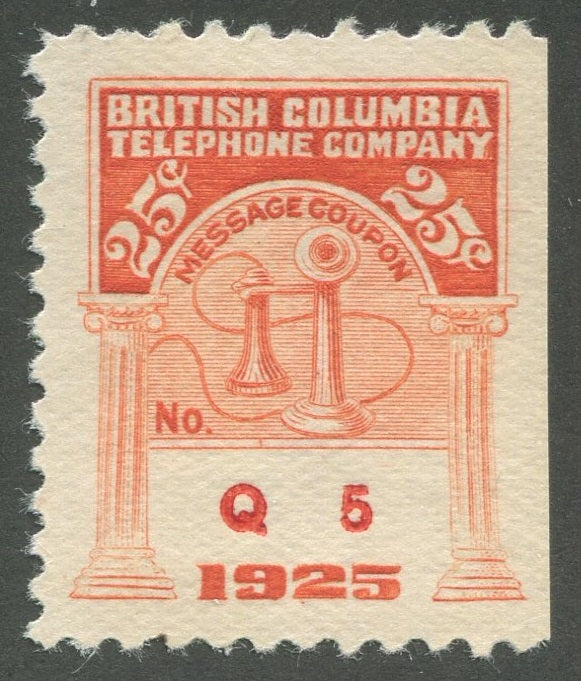 BRITISH COLUMBIA
TELEPHONE COMPANY
25¢ 25¢
MESSAGE COUPON
No.
Q 5
1925